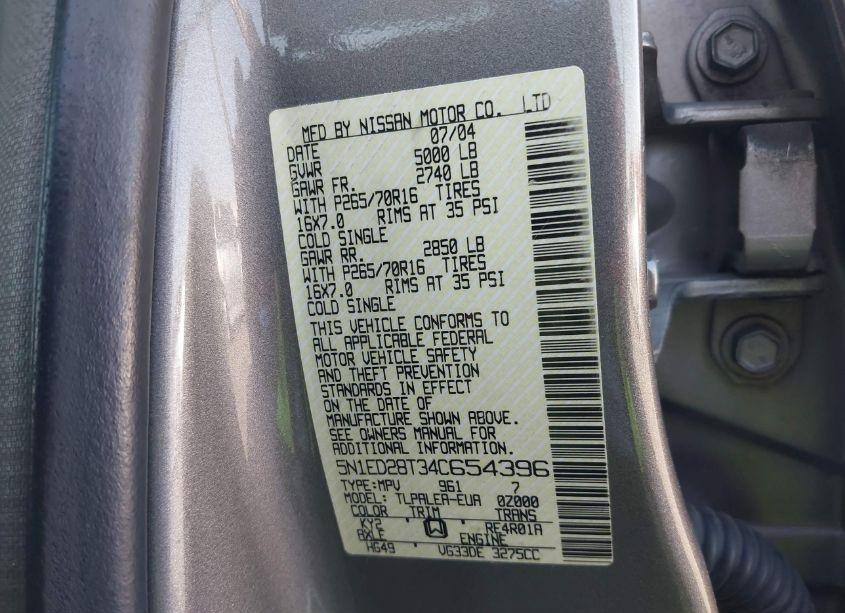 MFD BY NISSAN MOTOR CO. LTD
DATE 07/04
GVWR 5000 LB
GAWR FR. 2740 LB
WITH P265/70R16 TIRES
16X7.0 RIMS AT 35 PSI
COLD SINGLE
GAWR RR. 2850 LB
WITH P265/70R16 TIRES
16X7.0 RIMS AT 35 PSI
COLD SINGLE
THIS VEHICLE CONFORMS TO
ALL APPLICABLE FEDERAL
MOTOR VEHICLE SAFETY
AND THEFT PREVENTION
STANDARDS IN EFFECT
ON THE DATE OF
MANUFACTURE SHOWN ABOVE.
SEE OWNERS MANUAL FOR
ADDITIONAL INFORMATION.
5N1ED28T34C654396
TYPE:MPV 961 7
MODEL: TLPALEA-EUA 0Z000
COLOR TRIM TRANS
KY2 RE4R01A
AXLE ENGINE
HG49 VG33DE 3275CC